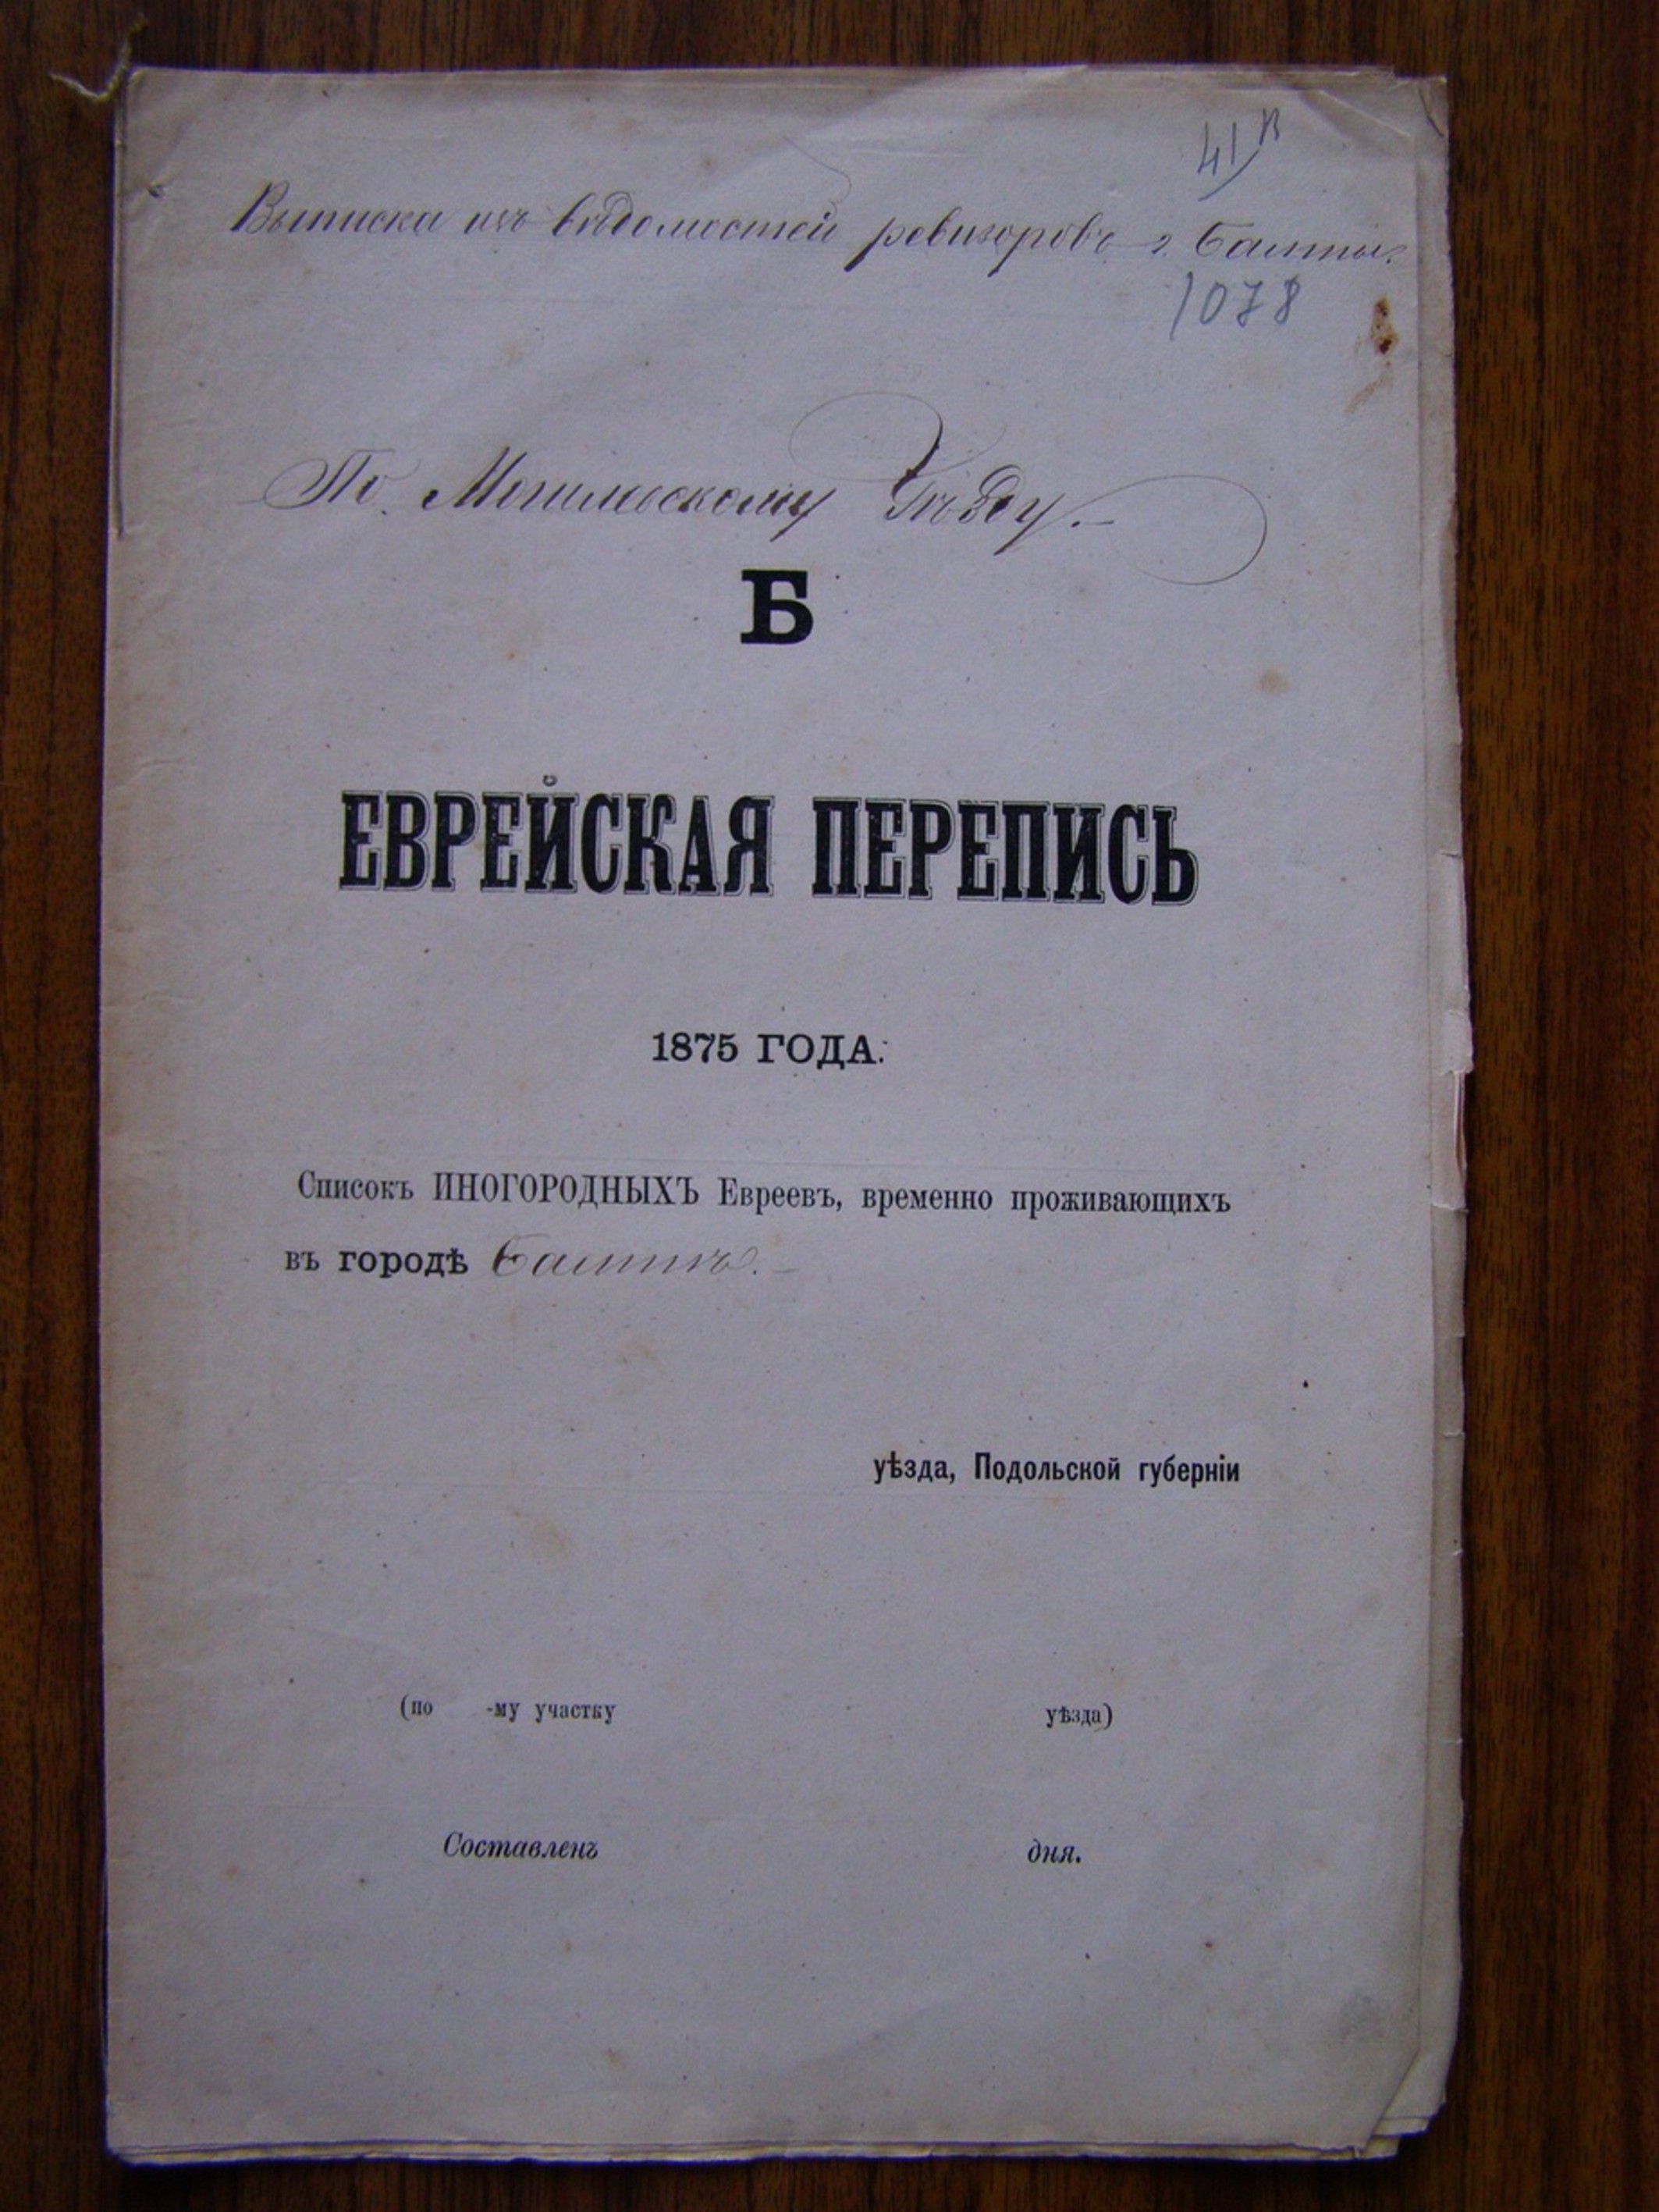 41
Выписка изъ вѣдомостей ревизоровъ г. Балты.
1078
По Могилевскому Уѣзду.
Б
ЕВРЕЙСКАЯ ПЕРЕПИСЬ
1875 ГОДА.
Списокъ ИНОГОРОДНЫХЪ Евреевъ, временно проживающихъ
въ городѣ Балтѣ.
уѣзда, Подольской губерніи
(по -му участку уѣзда)
Составленъ дня.